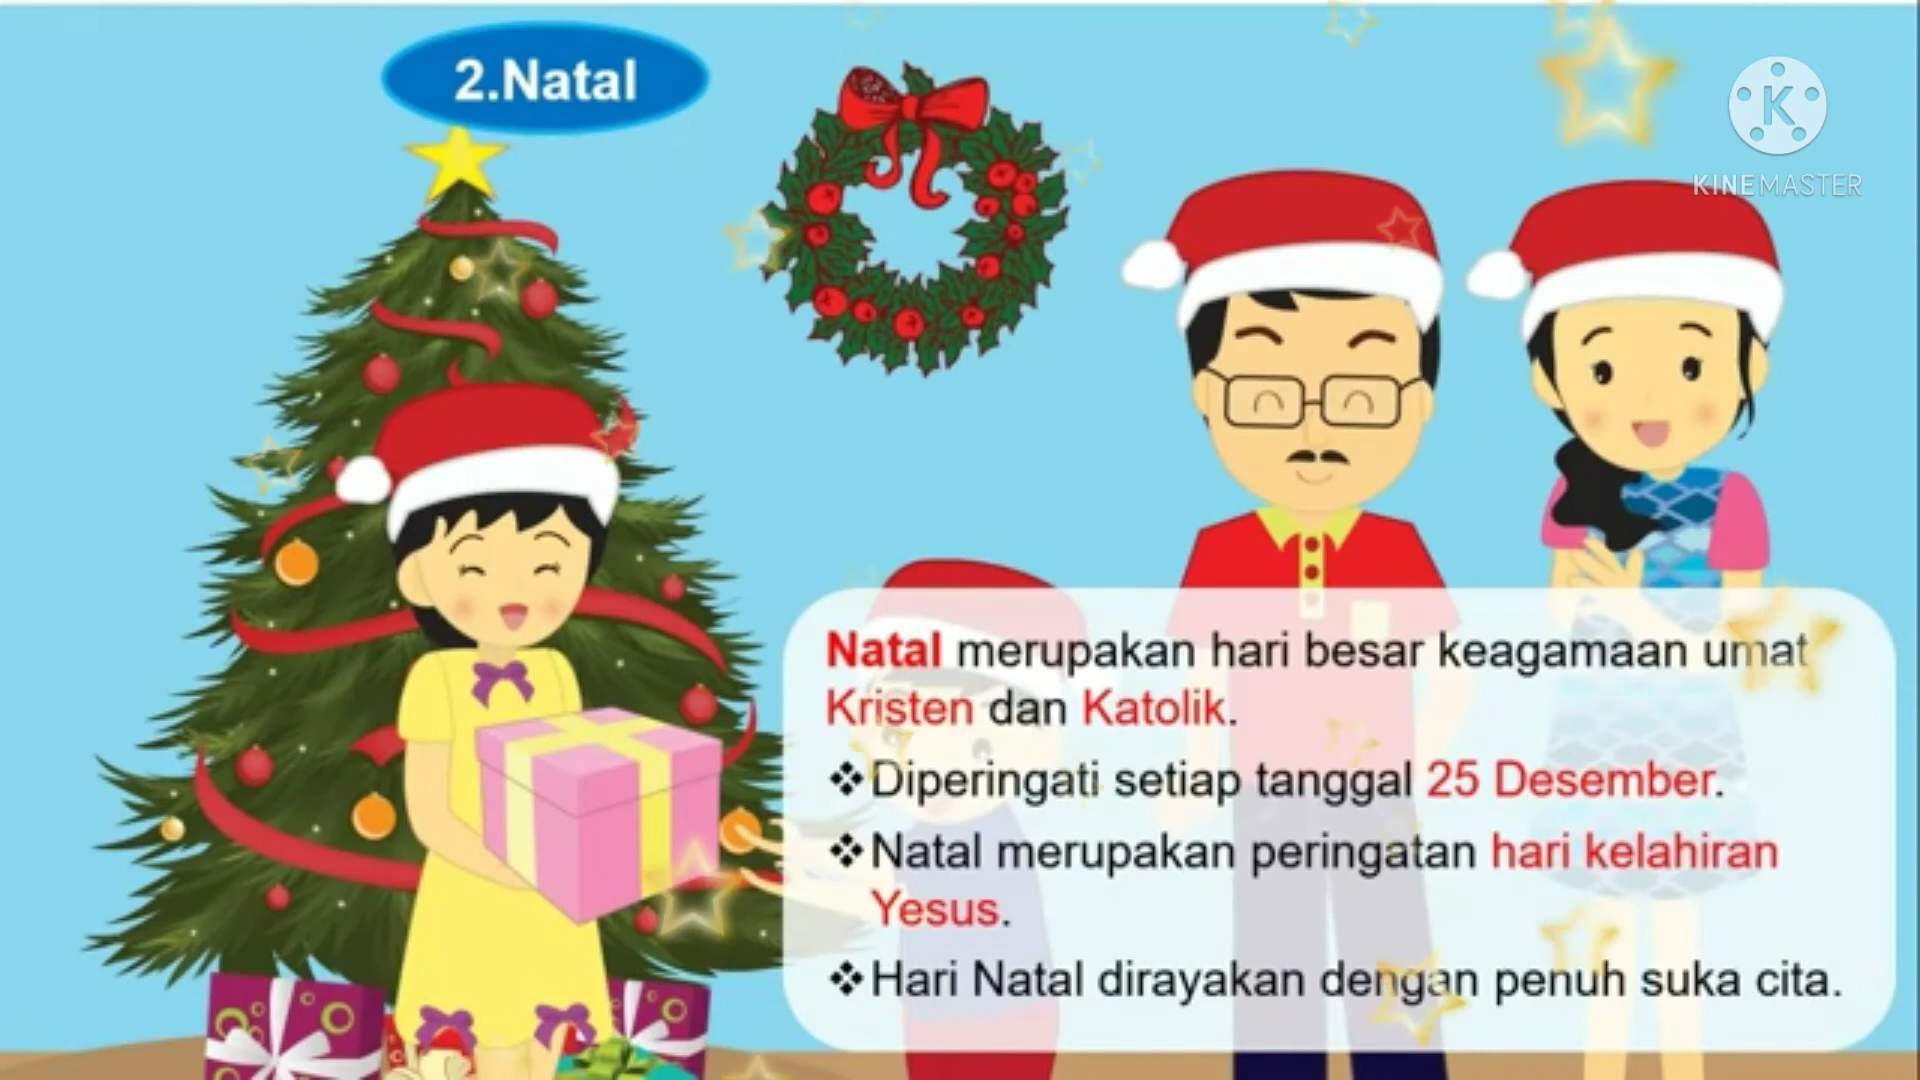 2.Natal
KINEMASTER
Natal merupakan hari besar keagamaan umat
Kristen dan Katolik.
❖Diperingati setiap tanggal 25 Desember.
❖Natal merupakan peringatan hari kelahiran
Yesus.
❖Hari Natal dirayakan dengan penuh suka cita.